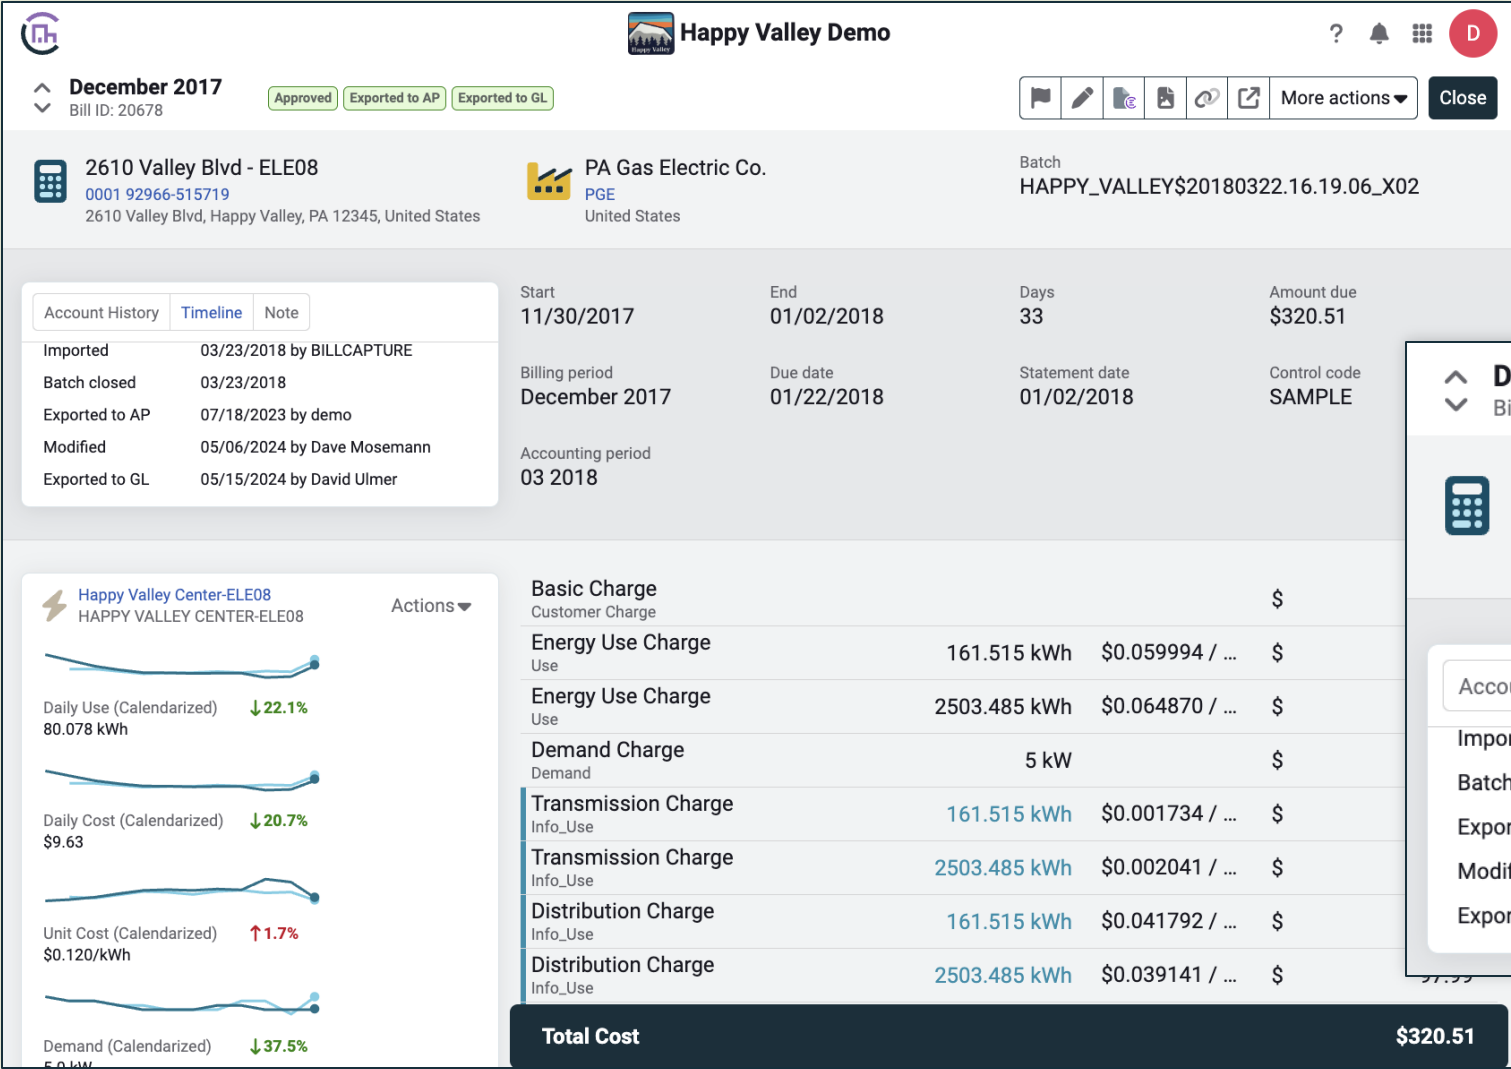 Happy Valley
Happy Valley Demo
?
D
December 2017
Bill ID: 20678
Approved
Exported to AP
Exported to GL
More actions
Close
2610 Valley Blvd - ELE08
0001 92966-515719
2610 Valley Blvd, Happy Valley, PA 12345, United States
PA Gas Electric Co.
PGE
United States
Batch
HAPPY_VALLEY$20180322.16.19.06_X02
Account History
Timeline
Note
Imported 03/23/2018 by BILLCAPTURE
Batch closed 03/23/2018
Exported to AP 07/18/2023 by demo
Modified 05/06/2024 by Dave Mosemann
Exported to GL 05/15/2024 by David Ulmer
Start
11/30/2017
End
01/02/2018
Days
33
Amount due
$320.51
Billing period
December 2017
Due date
01/22/2018
Statement date
01/02/2018
Control code
SAMPLE
Accounting period
03 2018
Happy Valley Center-ELE08
HAPPY VALLEY CENTER-ELE08
Actions
Daily Use (Calendarized) ↓22.1%
80.078 kWh
Daily Cost (Calendarized) ↓20.7%
$9.63
Unit Cost (Calendarized) ↑1.7%
$0.120/kWh
Demand (Calendarized) ↓37.5%
Basic Charge $
Customer Charge
Energy Use Charge 161.515 kWh $0.059994 / ... $
Use
Energy Use Charge 2503.485 kWh $0.064870 / ... $
Use
Demand Charge 5 kW $
Demand
Transmission Charge 161.515 kWh $0.001734 / ... $
Info_Use
Transmission Charge 2503.485 kWh $0.002041 / ... $
Info_Use
Distribution Charge 161.515 kWh $0.041792 / ... $
Info_Use
Distribution Charge 2503.485 kWh $0.039141 / ... $
Info_Use
Total Cost $320.51
D
Bi
Accou
Impor
Batch
Expor
Modif
Expor